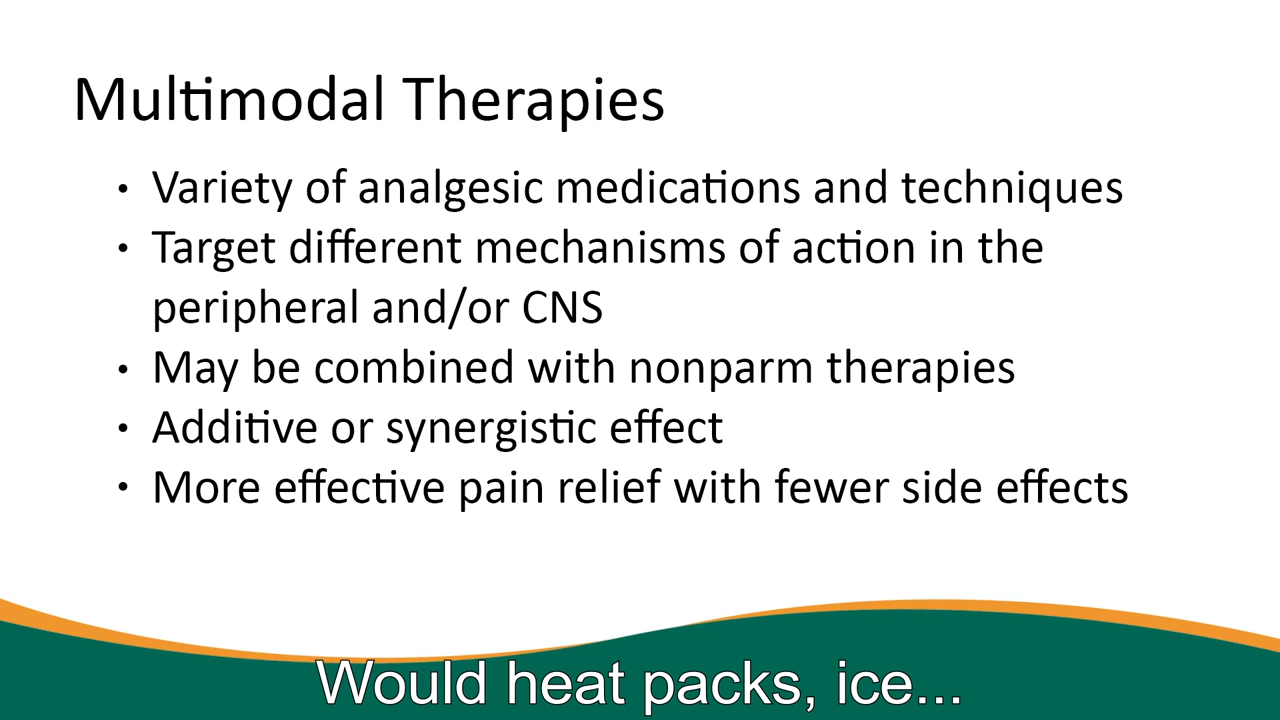 Multimodal Therapies
• Variety of analgesic medications and techniques
• Target different mechanisms of action in the
peripheral and/or CNS
• May be combined with nonparm therapies
• Additive or synergistic effect
• More effective pain relief with fewer side effects
Would heat packs, ice...